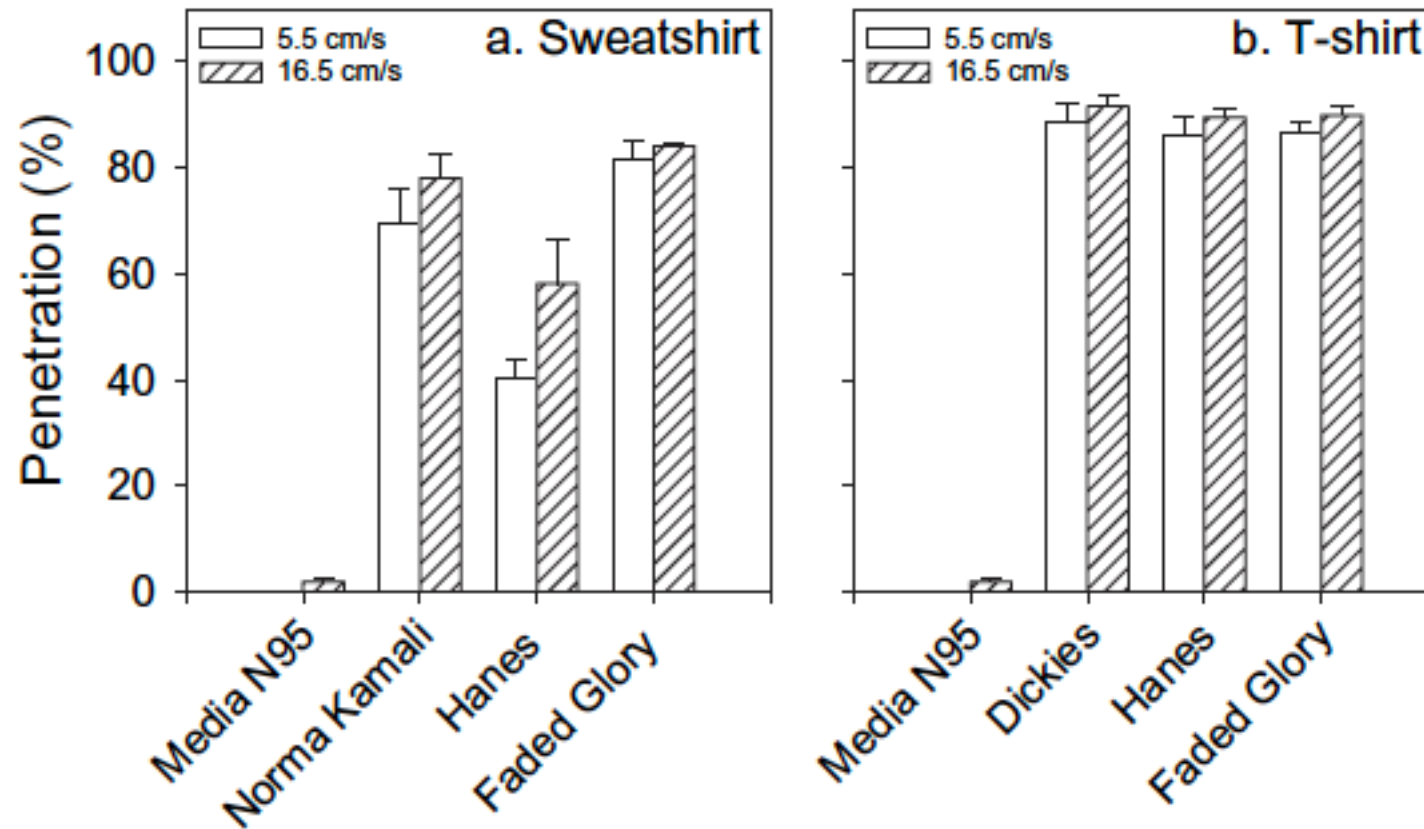 5.5 cm/s
16.5 cm/s
a. Sweatshirt
5.5 cm/s
16.5 cm/s
b. T-shirt
Penetration (%)
100
80
60
40
20
0
Media N95
Norma Kamali
Hanes
Faded Glory
Media N95
Dickies
Hanes
Faded Glory